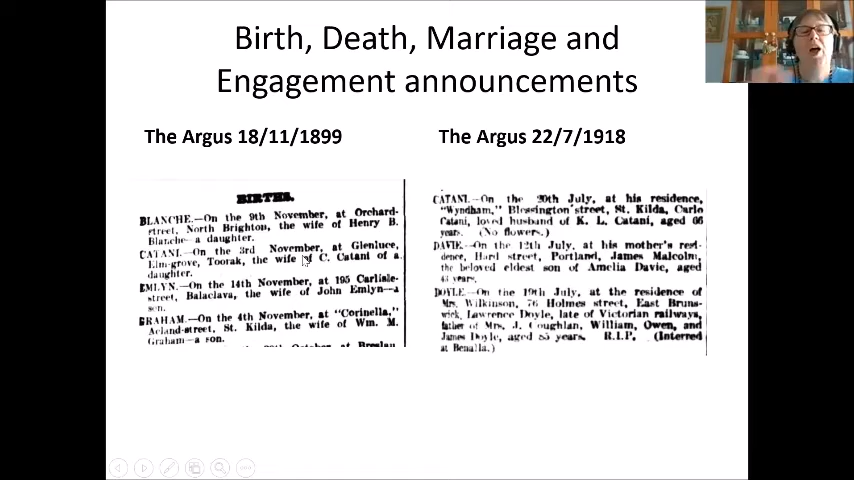 Birth, Death, Marriage and
Engagement announcements
The Argus 18/11/1899
BIRTHS.
BLANCHE.—On the 9th November, at Orchard-
street, North Brighton, the wife of Henry B.
Blanche—a daughter.
CATANI.—On the 3rd November, at Glenluce,
Elm-grove, Toorak, the wife of C. Catani of a
daughter.
EMLYN.—On the 14th November, at 195 Carlisle-
street, Balaclava, the wife of John Emlyn—a
son.
GRAHAM.—On the 4th November, at "Corinella,"
Acland-street, St. Kilda, the wife of Wm. M.
Graham—a son.
October, at Breslau
The Argus 22/7/1918
CATANI.—On the 20th July, at his residence,
"Wyndham," Blessington street, St. Kilda, Carlo
Catani, loved husband of K. L. Catani, aged 66
years. (No flowers.)
DAVIE.—On the 12th July, at his mother's resi-
dence, Hurd street, Portland, James Malcolm,
the beloved eldest son of Amelia Davie, aged
years.
DOYLE.—On the 19th July, at the residence of
Mrs. Wilkinson, 76 Holmes street, East Bruns-
wick, Lawrence Doyle, late of Victorian railways,
father of Mrs. J. Coughlan, William, Owen, and
James Doyle, aged years. R.I.P. (Interred
at Benalla.)